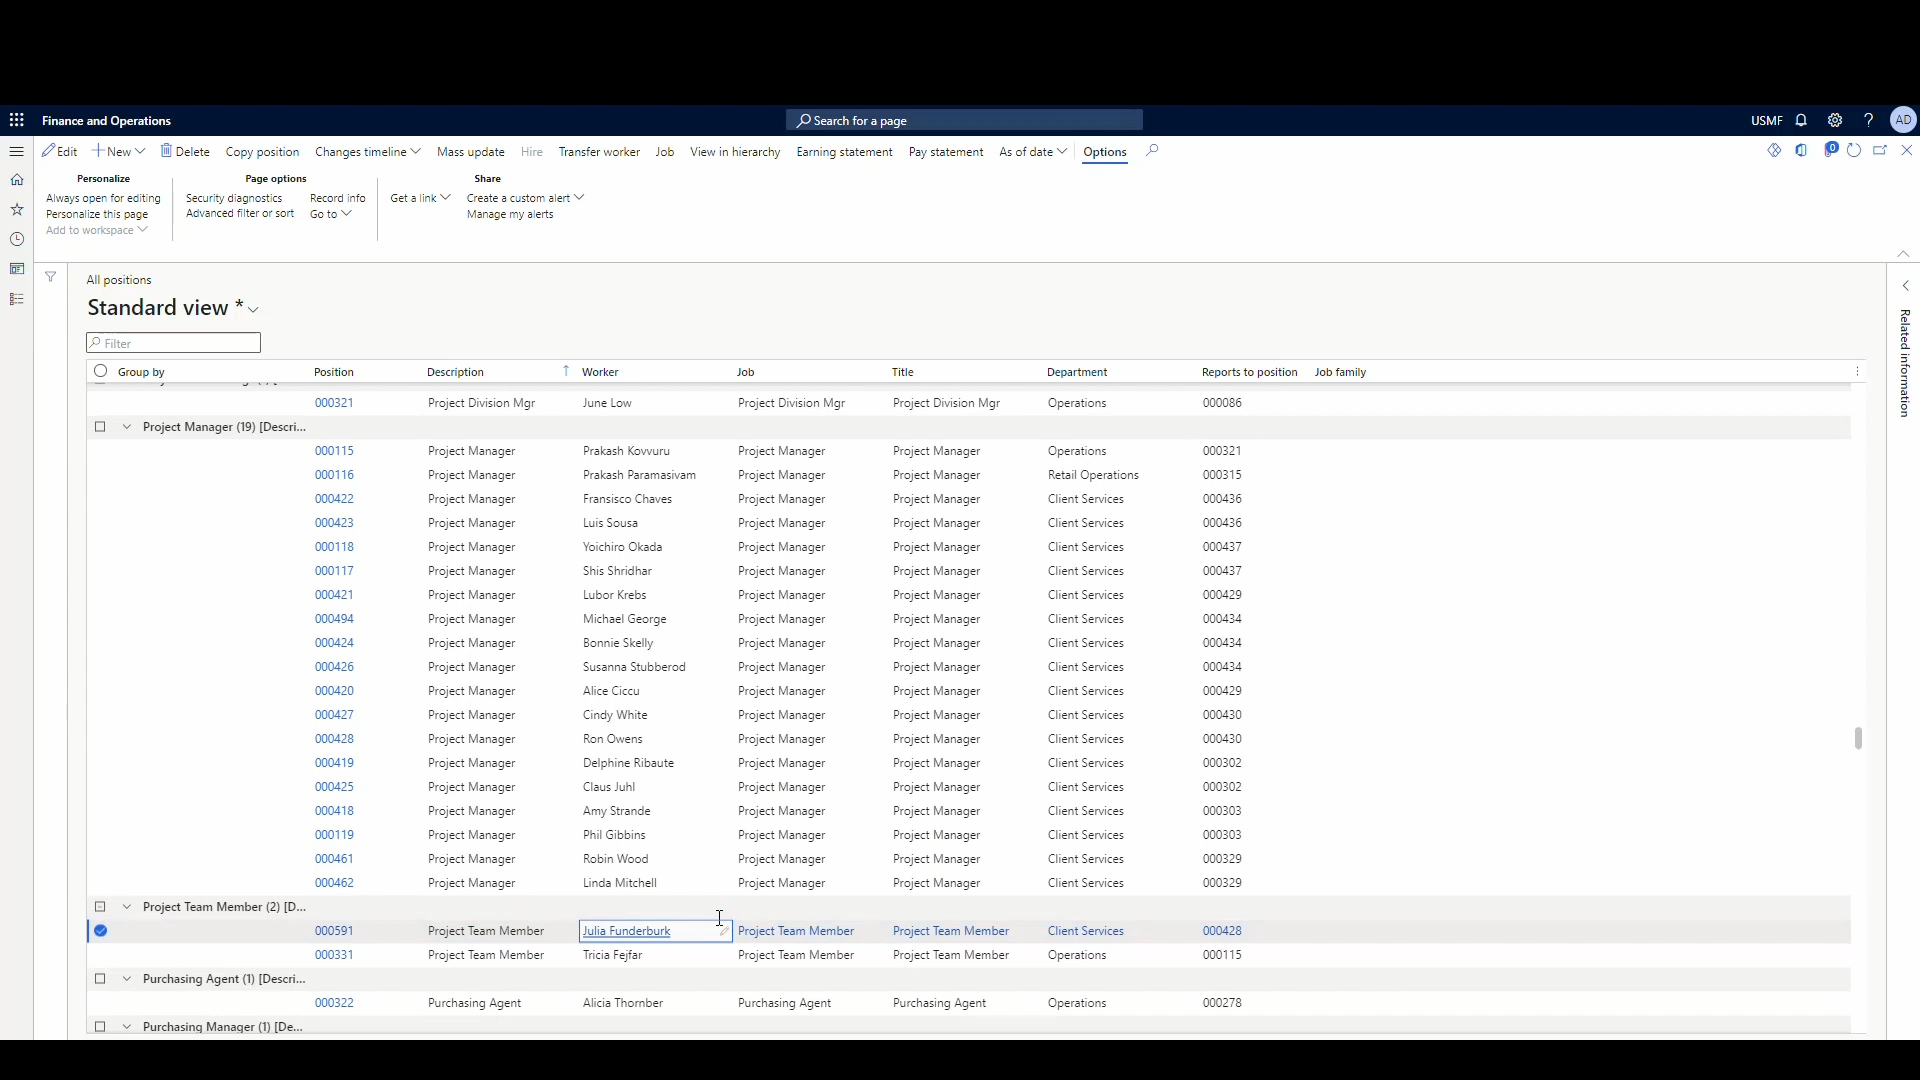 Finance and Operations
Search for a page
USMF
?
AD
Edit New Delete Copy position Changes timeline Mass update Hire Transfer worker Job View in hierarchy Earning statement Pay statement As of date Options
0
Personalize
Always open for editing
Personalize this page
Add to workspace
Page options
Security diagnostics Record info
Advanced filter or sort Go to
Share
Get a link Create a custom alert
Manage my alerts
All positions
Standard view *
Filter
Related information
Group by Position Description Worker Job Title Department Reports to position Job family
000321 Project Division Mgr June Low Project Division Mgr Project Division Mgr Operations 000086
Project Manager (19) [Descri...
000115 Project Manager Prakash Kovvuru Project Manager Project Manager Operations 000321
000116 Project Manager Prakash Paramasivam Project Manager Project Manager Retail Operations 000315
000422 Project Manager Fransisco Chaves Project Manager Project Manager Client Services 000436
000423 Project Manager Luis Sousa Project Manager Project Manager Client Services 000436
000118 Project Manager Yoichiro Okada Project Manager Project Manager Client Services 000437
000117 Project Manager Shis Shridhar Project Manager Project Manager Client Services 000437
000421 Project Manager Lubor Krebs Project Manager Project Manager Client Services 000429
000494 Project Manager Michael George Project Manager Project Manager Client Services 000434
000424 Project Manager Bonnie Skelly Project Manager Project Manager Client Services 000434
000426 Project Manager Susanna Stubberod Project Manager Project Manager Client Services 000434
000420 Project Manager Alice Ciccu Project Manager Project Manager Client Services 000429
000427 Project Manager Cindy White Project Manager Project Manager Client Services 000430
000428 Project Manager Ron Owens Project Manager Project Manager Client Services 000430
000419 Project Manager Delphine Ribaute Project Manager Project Manager Client Services 000302
000425 Project Manager Claus Juhl Project Manager Project Manager Client Services 000302
000418 Project Manager Amy Strande Project Manager Project Manager Client Services 000303
000119 Project Manager Phil Gibbins Project Manager Project Manager Client Services 000303
000461 Project Manager Robin Wood Project Manager Project Manager Client Services 000329
000462 Project Manager Linda Mitchell Project Manager Project Manager Client Services 000329
Project Team Member (2) [D...
000591 Project Team Member Julia Funderburk Project Team Member Project Team Member Client Services 000428
000331 Project Team Member Tricia Fejfar Project Team Member Project Team Member Operations 000115
Purchasing Agent (1) [Descri...
000322 Purchasing Agent Alicia Thornber Purchasing Agent Purchasing Agent Operations 000278
Purchasing Manager (1) [De...